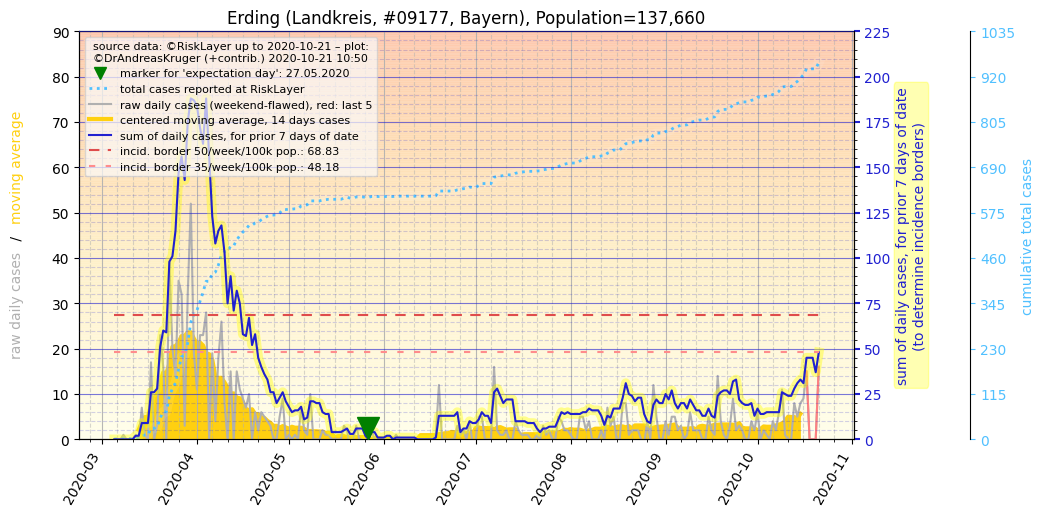 Erding (Landkreis, #09177, Bayern), Population=137,660
source data: ©RiskLayer up to 2020-10-21 – plot:
©DrAndreasKruger (+contrib.) 2020-10-21 10:50
marker for 'expectation day': 27.05.2020
total cases reported at RiskLayer
raw daily cases (weekend-flawed), red: last 5
centered moving average, 14 days cases
sum of daily cases, for prior 7 days of date
incid. border 50/week/100k pop.: 68.83
incid. border 35/week/100k pop.: 48.18
raw daily cases / moving average
90
80
70
60
50
40
30
20
10
0
2020-03
2020-04
2020-05
2020-06
2020-07
2020-08
2020-09
2020-10
2020-11
225
200
175
150
125
100
75
50
25
0
sum of daily cases, for prior 7 days of date
(to determine incidence borders)
1035
920
805
690
575
460
345
230
115
0
cumulative total cases